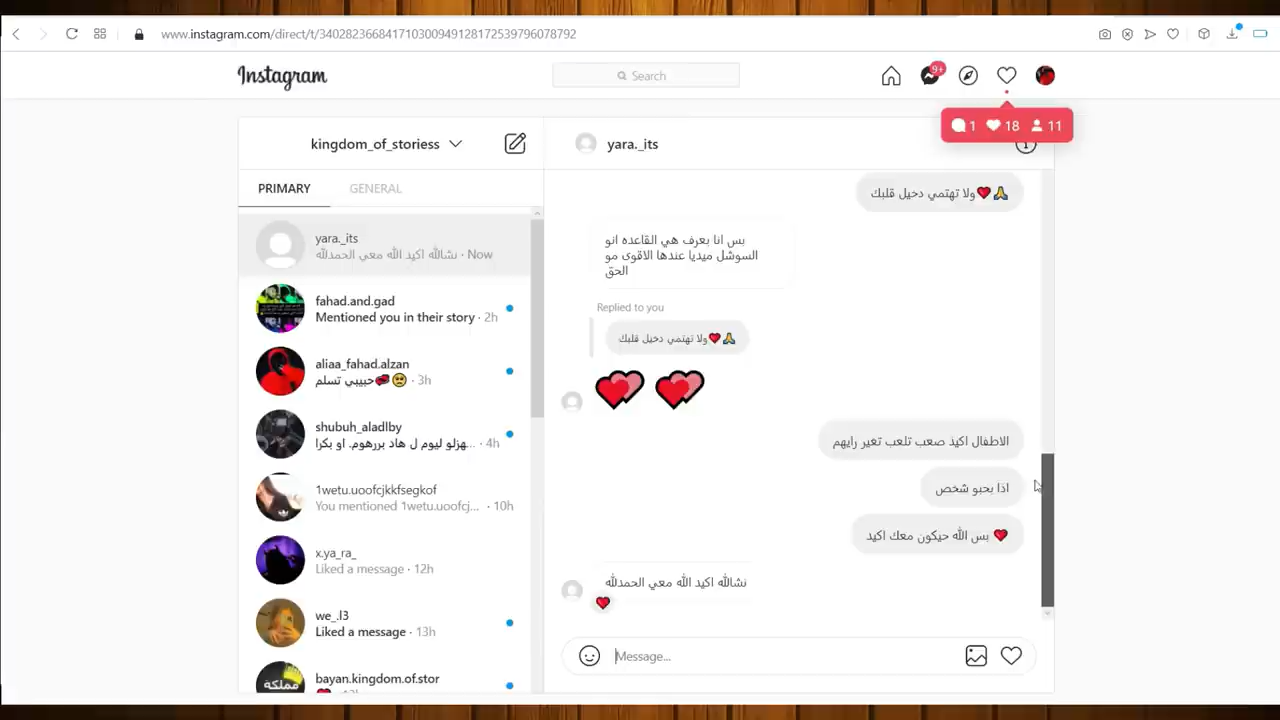 www.instagram.com/direct/t/340282366841710300949128172539796078792
Instagram
Search
9+
1 18 11
kingdom_of_storiess
yara._its
PRIMARY
GENERAL
yara._its
نشالله اكيد الله معي الحمدلله · Now
fahad.and.gad
Mentioned you in their story · 2h
aliaa_fahad.alzan
حبيبي تسلم💞🥺 · 3h
shubuh_aladlby
...هزلو ليوم ل هاد بررهوم. او بكرا · 4h
1wetu.uoofcjkkfsegkof
You mentioned 1wetu.uoofcj... · 10h
x.ya_ra_
Liked a message · 12h
we_.l3
Liked a message · 13h
bayan.kingdom.of.stor
ولا تهتمي دخيل قلبك❤️🙏
بس انا بعرف هي القاعده انو
السوشل ميديا عندها الاقوى مو
الحق
Replied to you
ولا تهتمي دخيل قلبك❤️🙏
💕 💕
الاطفال اكيد صعب تلعب تغير رايهم
اذا بحبو شخص
بس الله حيكون معك اكيد ❤️
نشالله اكيد الله معي الحمدلله
❤️
Message...